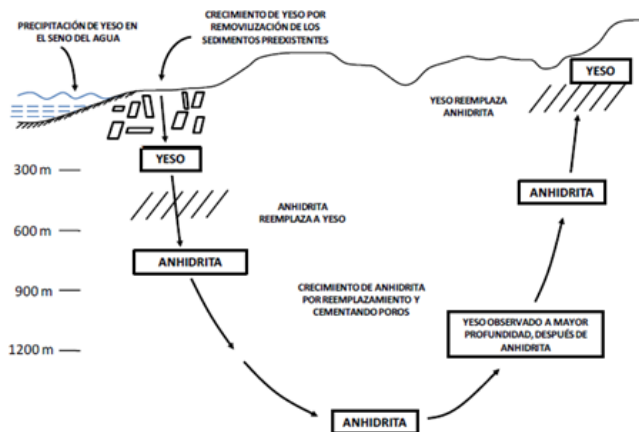 PRECIPITACIÓN DE YESO EN
EL SENO DEL AGUA
CRECIMIENTO DE YESO POR
REMOVILIZACIÓN DE LOS
SEDIMENTOS PREEXISTENTES
YESO
YESO REEMPLAZA
ANHIDRITA
YESO
300 m
ANHIDRITA
ANHIDRITA
REEMPLAZA A YESO
600 m
ANHIDRITA
CRECIMIENTO DE ANHIDRITA
POR REEMPLAZAMIENTO Y
CEMENTANDO POROS
900 m
YESO OBSERVADO A MAYOR
PROFUNDIDAD, DESPUÉS DE
ANHIDRITA
1200 m
ANHIDRITA